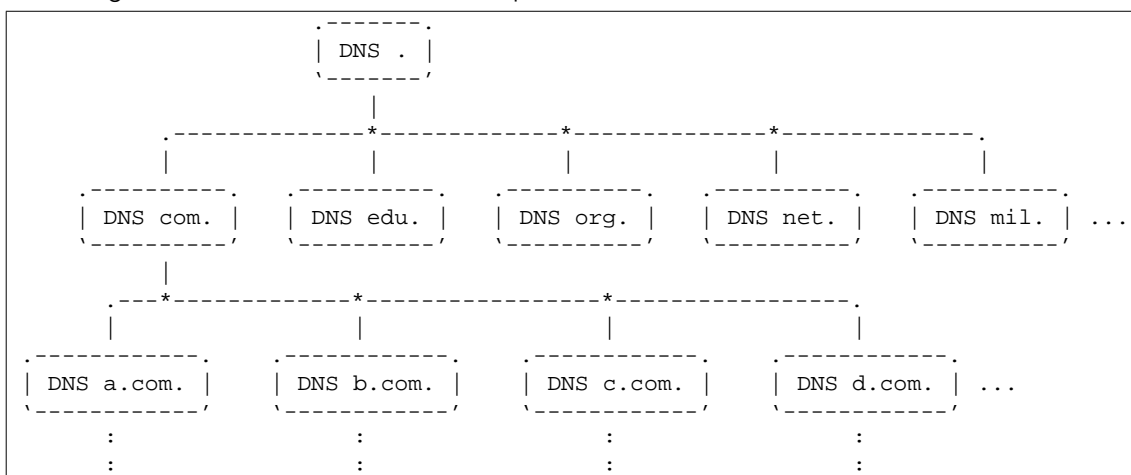 DNS .
DNS com. DNS edu. DNS org. DNS net. DNS mil. ...
DNS a.com. DNS b.com. DNS c.com. DNS d.com. ...
: : : :
: : : :